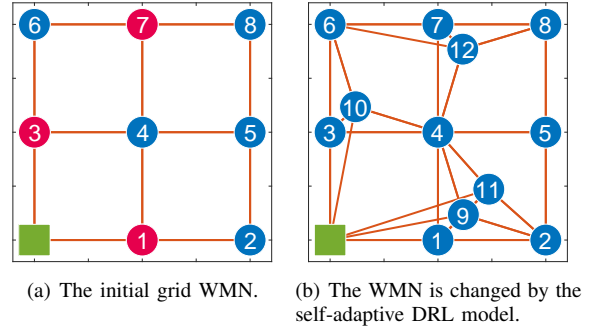 6 7 8
3 4 5
1 2
(a) The initial grid WMN.
6 7 8
12
10
3 4 5
11
9
1 2
(b) The WMN is changed by the
self-adaptive DRL model.